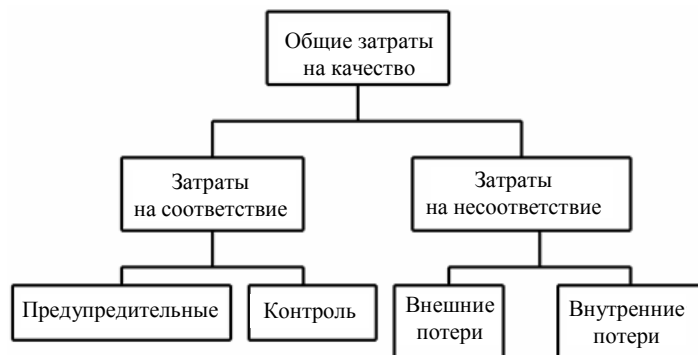 Общие затраты
на качество
Затраты
на соответствие
Затраты
на несоответствие
Предупредительные
Контроль
Внешние
потери
Внутренние
потери